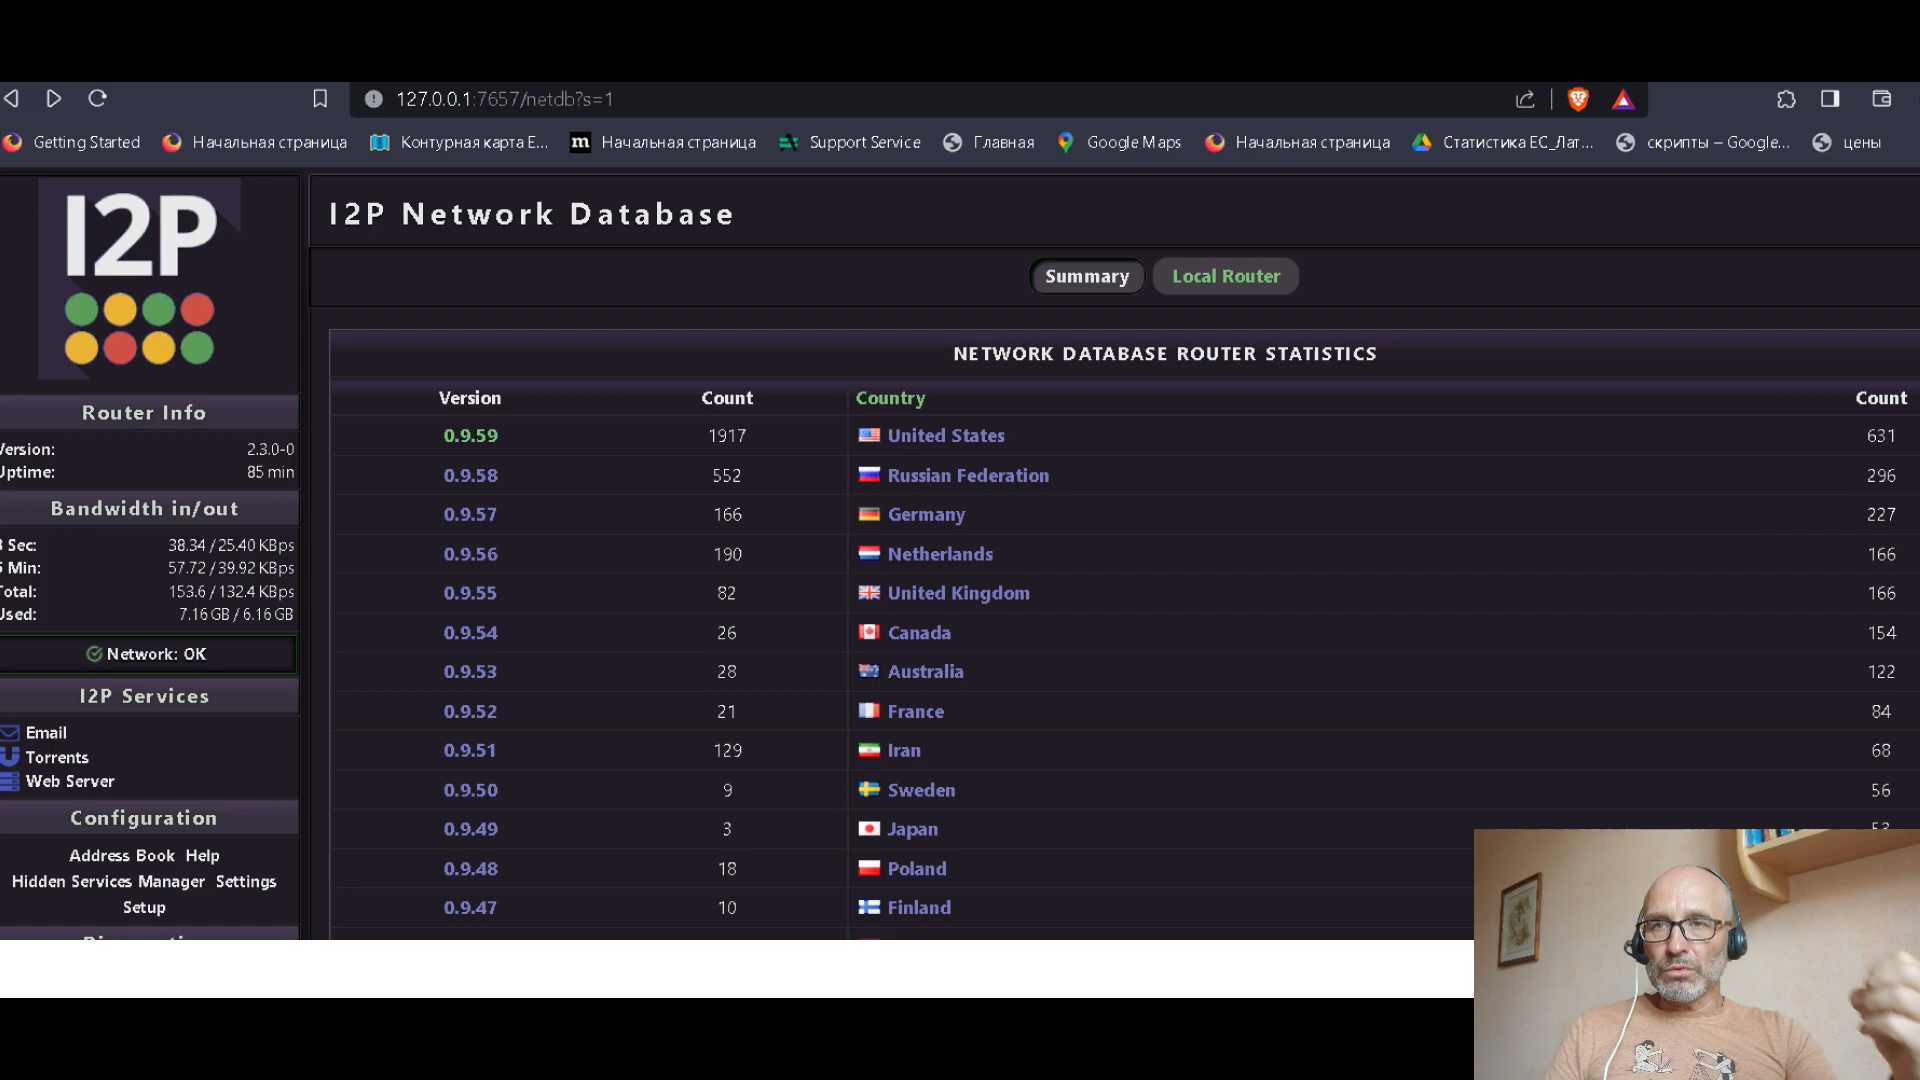 127.0.0.1:7657/netdb?s=1
Getting Started Начальная страница Контурная карта Е... m Начальная страница Support Service Главная Google Maps Начальная страница Статистика ЕС_Лат... скрипты – Google... цены
I2P
I2P Network Database
Summary Local Router
NETWORK DATABASE ROUTER STATISTICS
Version Count Country Count
0.9.59 1917 United States 631
0.9.58 552 Russian Federation 296
0.9.57 166 Germany 227
0.9.56 190 Netherlands 166
0.9.55 82 United Kingdom 166
0.9.54 26 Canada 154
0.9.53 28 Australia 122
0.9.52 21 France 84
0.9.51 129 Iran 68
0.9.50 9 Sweden 56
0.9.49 3 Japan
0.9.48 18 Poland
0.9.47 10 Finland
Router Info
Version: 2.3.0-0
Uptime: 85 min
Bandwidth in/out
3 Sec: 38.34 / 25.40 KBps
5 Min: 57.72 / 39.92 KBps
Total: 153.6 / 132.4 KBps
Used: 7.16 GB / 6.16 GB
Network: OK
I2P Services
Email
Torrents
Web Server
Configuration
Address Book Help
Hidden Services Manager Settings
Setup